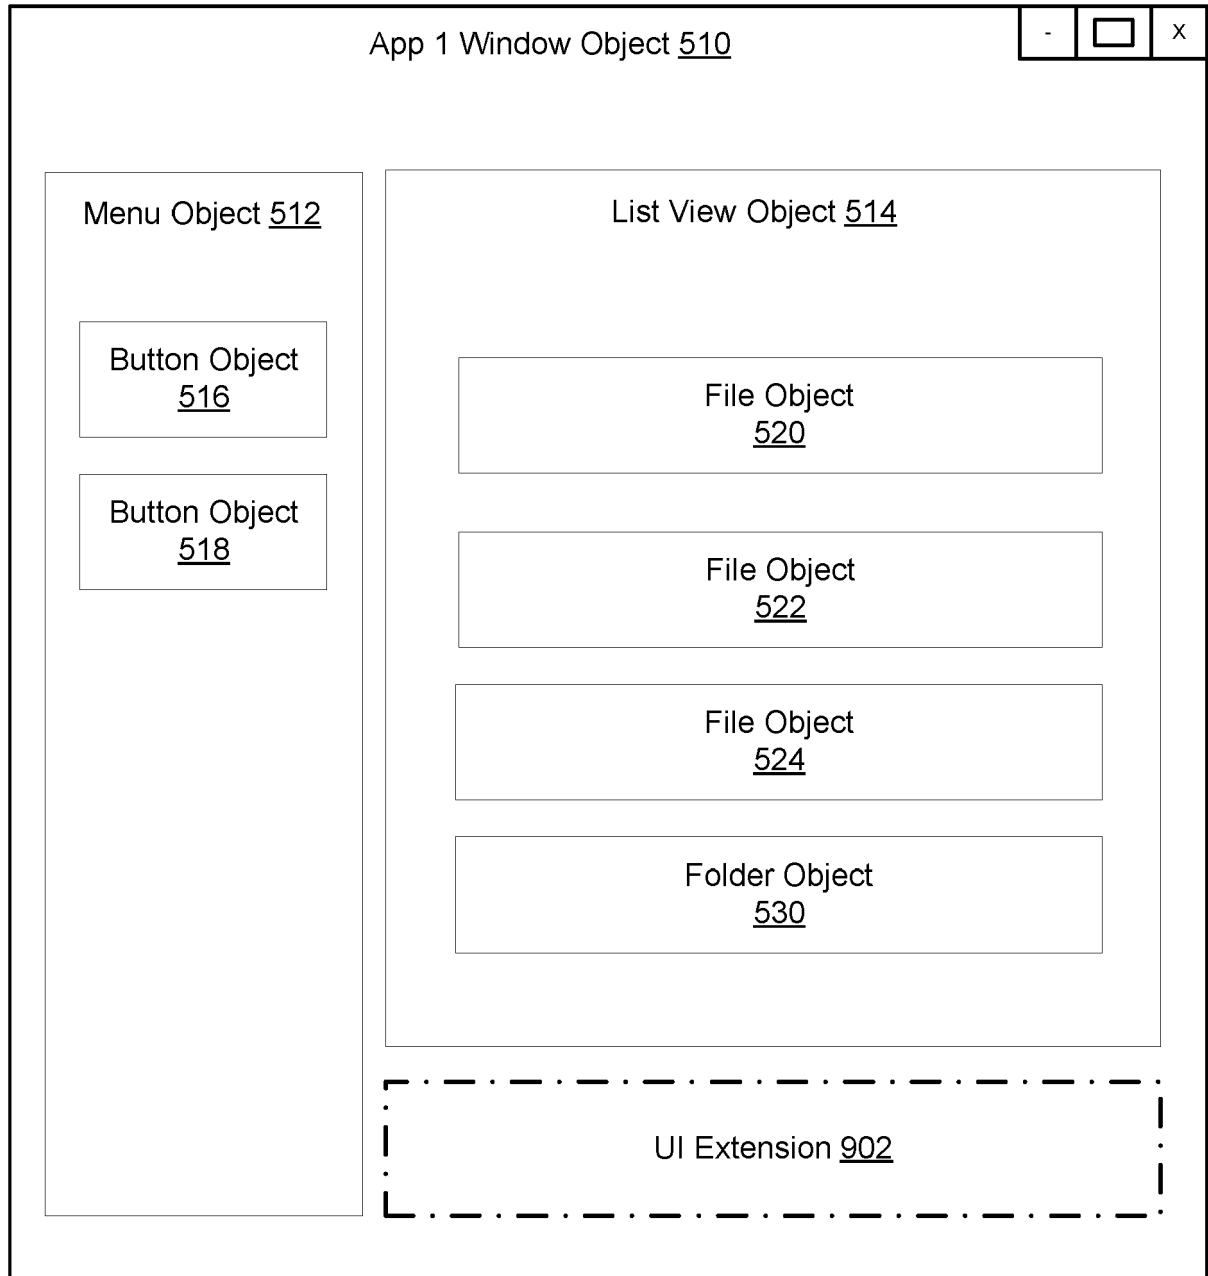 App 1 Window Object 510
- X
Menu Object 512
Button Object
516
Button Object
518
List View Object 514
File Object
520
File Object
522
File Object
524
Folder Object
530
UI Extension 902